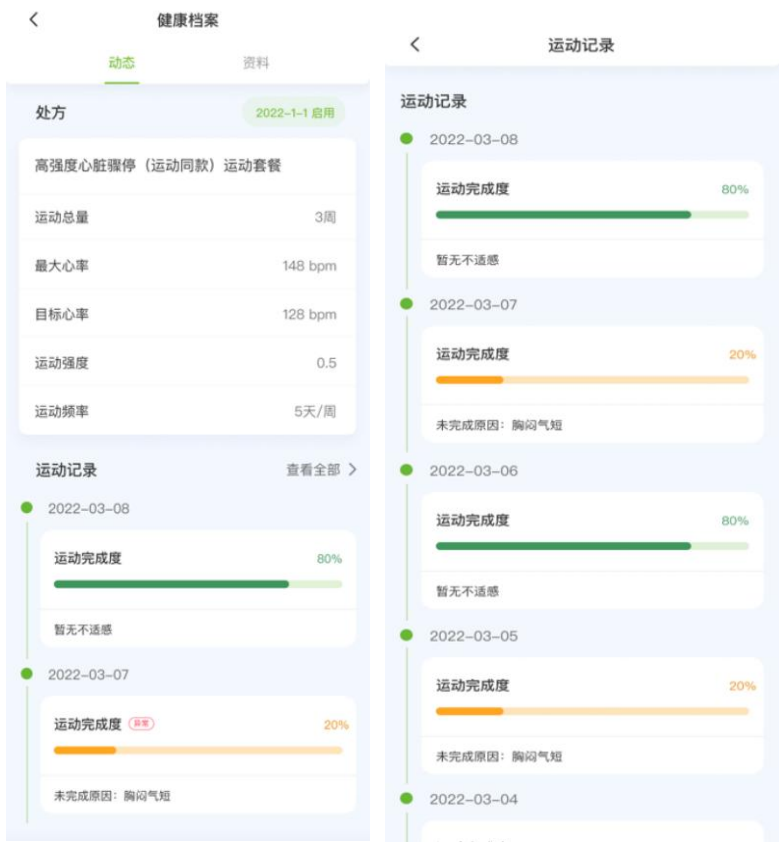 健康档案
动态
资料
处方
2022-1-1 启用
高强度心脏骤停（运动同款）运动套餐
运动总量
3周
最大心率
148 bpm
目标心率
128 bpm
运动强度
0.5
运动频率
5天/周
运动记录
查看全部
2022-03-08
运动完成度
80%
暂无不适感
2022-03-07
运动完成度
异常
20%
未完成原因：胸闷气短
运动记录
运动记录
2022-03-08
运动完成度
80%
暂无不适感
2022-03-07
运动完成度
20%
未完成原因：胸闷气短
2022-03-06
运动完成度
80%
暂无不适感
2022-03-05
运动完成度
20%
未完成原因：胸闷气短
2022-03-04